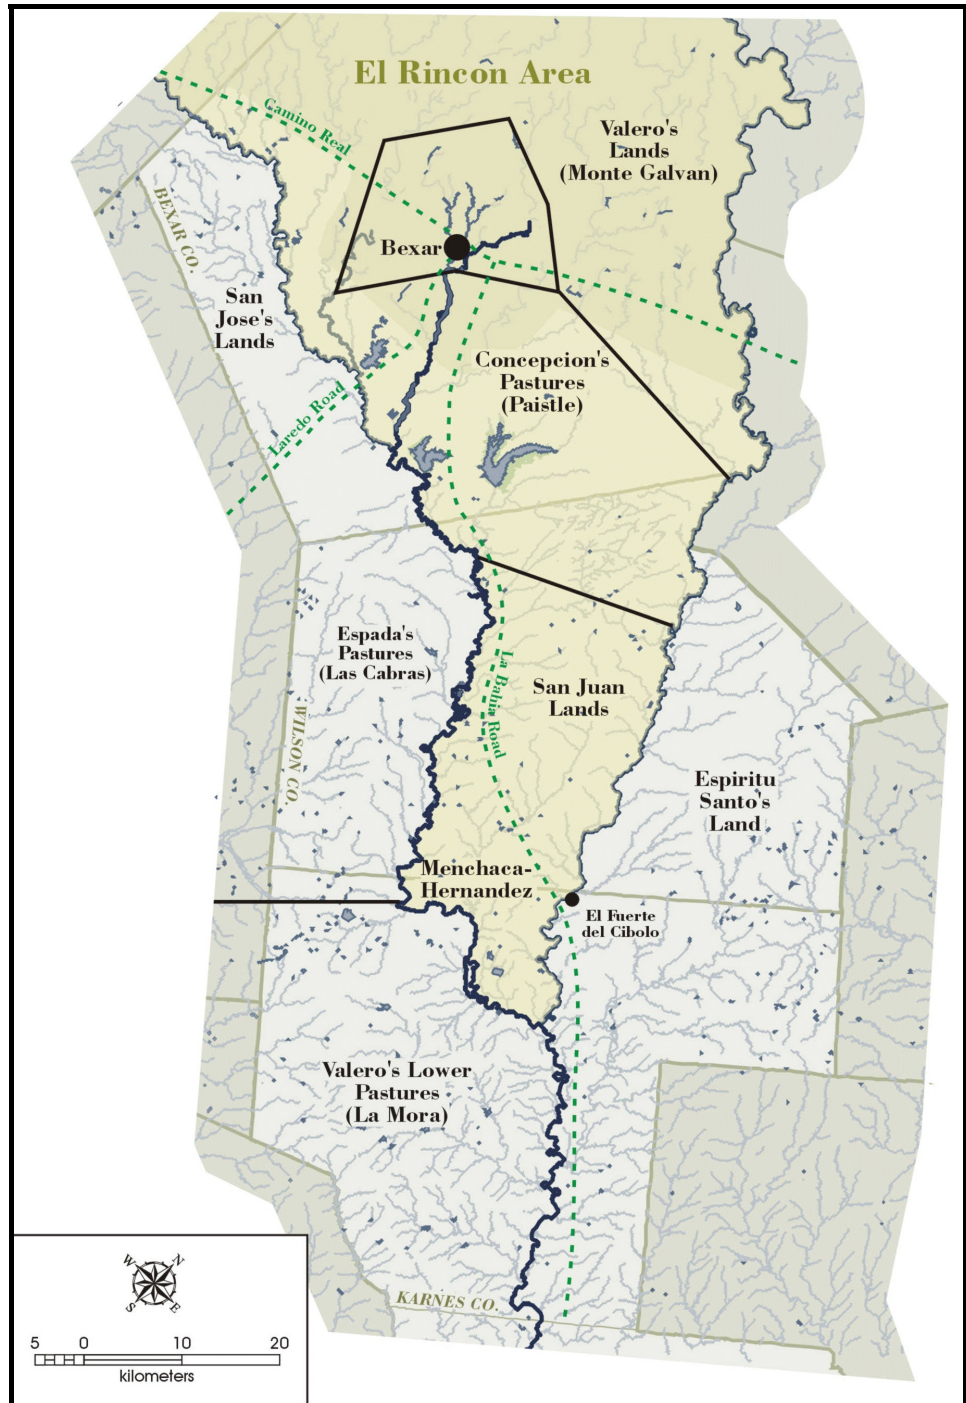 El Rincon Area
Camino Real
Valero's
Lands
(Monte Galvan)
BEXAR CO.
Bexar
San
Jose's
Lands
Concepcion's
Pastures
(Paistle)
Laredo Road
Espada's
Pastures
(Las Cabras)
La Bahia Road
San Juan
Lands
WILSON CO.
Espiritu
Santo's
Land
Menchaca-
Hernandez
El Fuerte
del Cibolo
Valero's Lower
Pastures
(La Mora)
KARNES CO.
W N
S E
5 0 10 20
kilometers